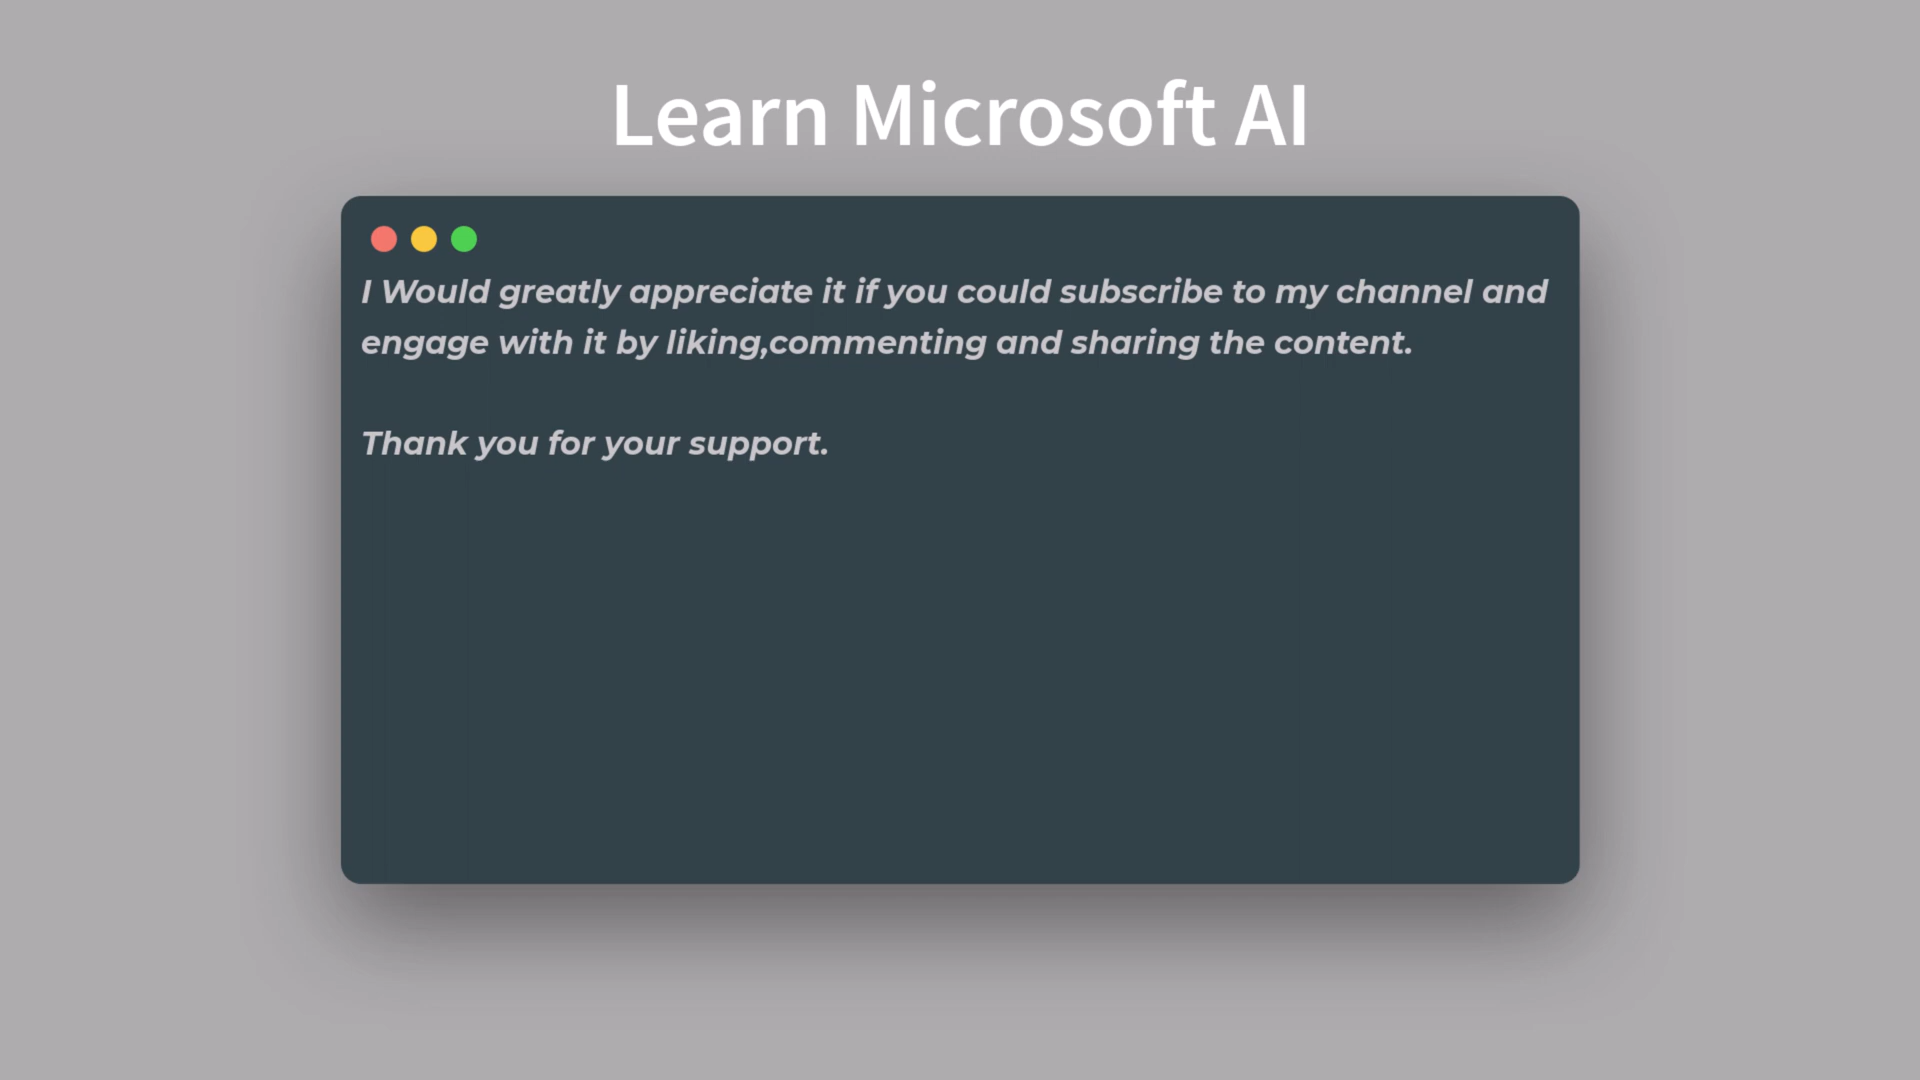 Learn Microsoft AI
I Would greatly appreciate it if you could subscribe to my channel and
engage with it by liking,commenting and sharing the content.
Thank you for your support.